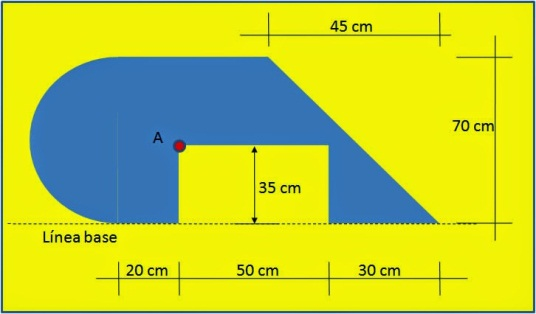 45 cm
70 cm
A
35 cm
Línea base
20 cm 50 cm 30 cm